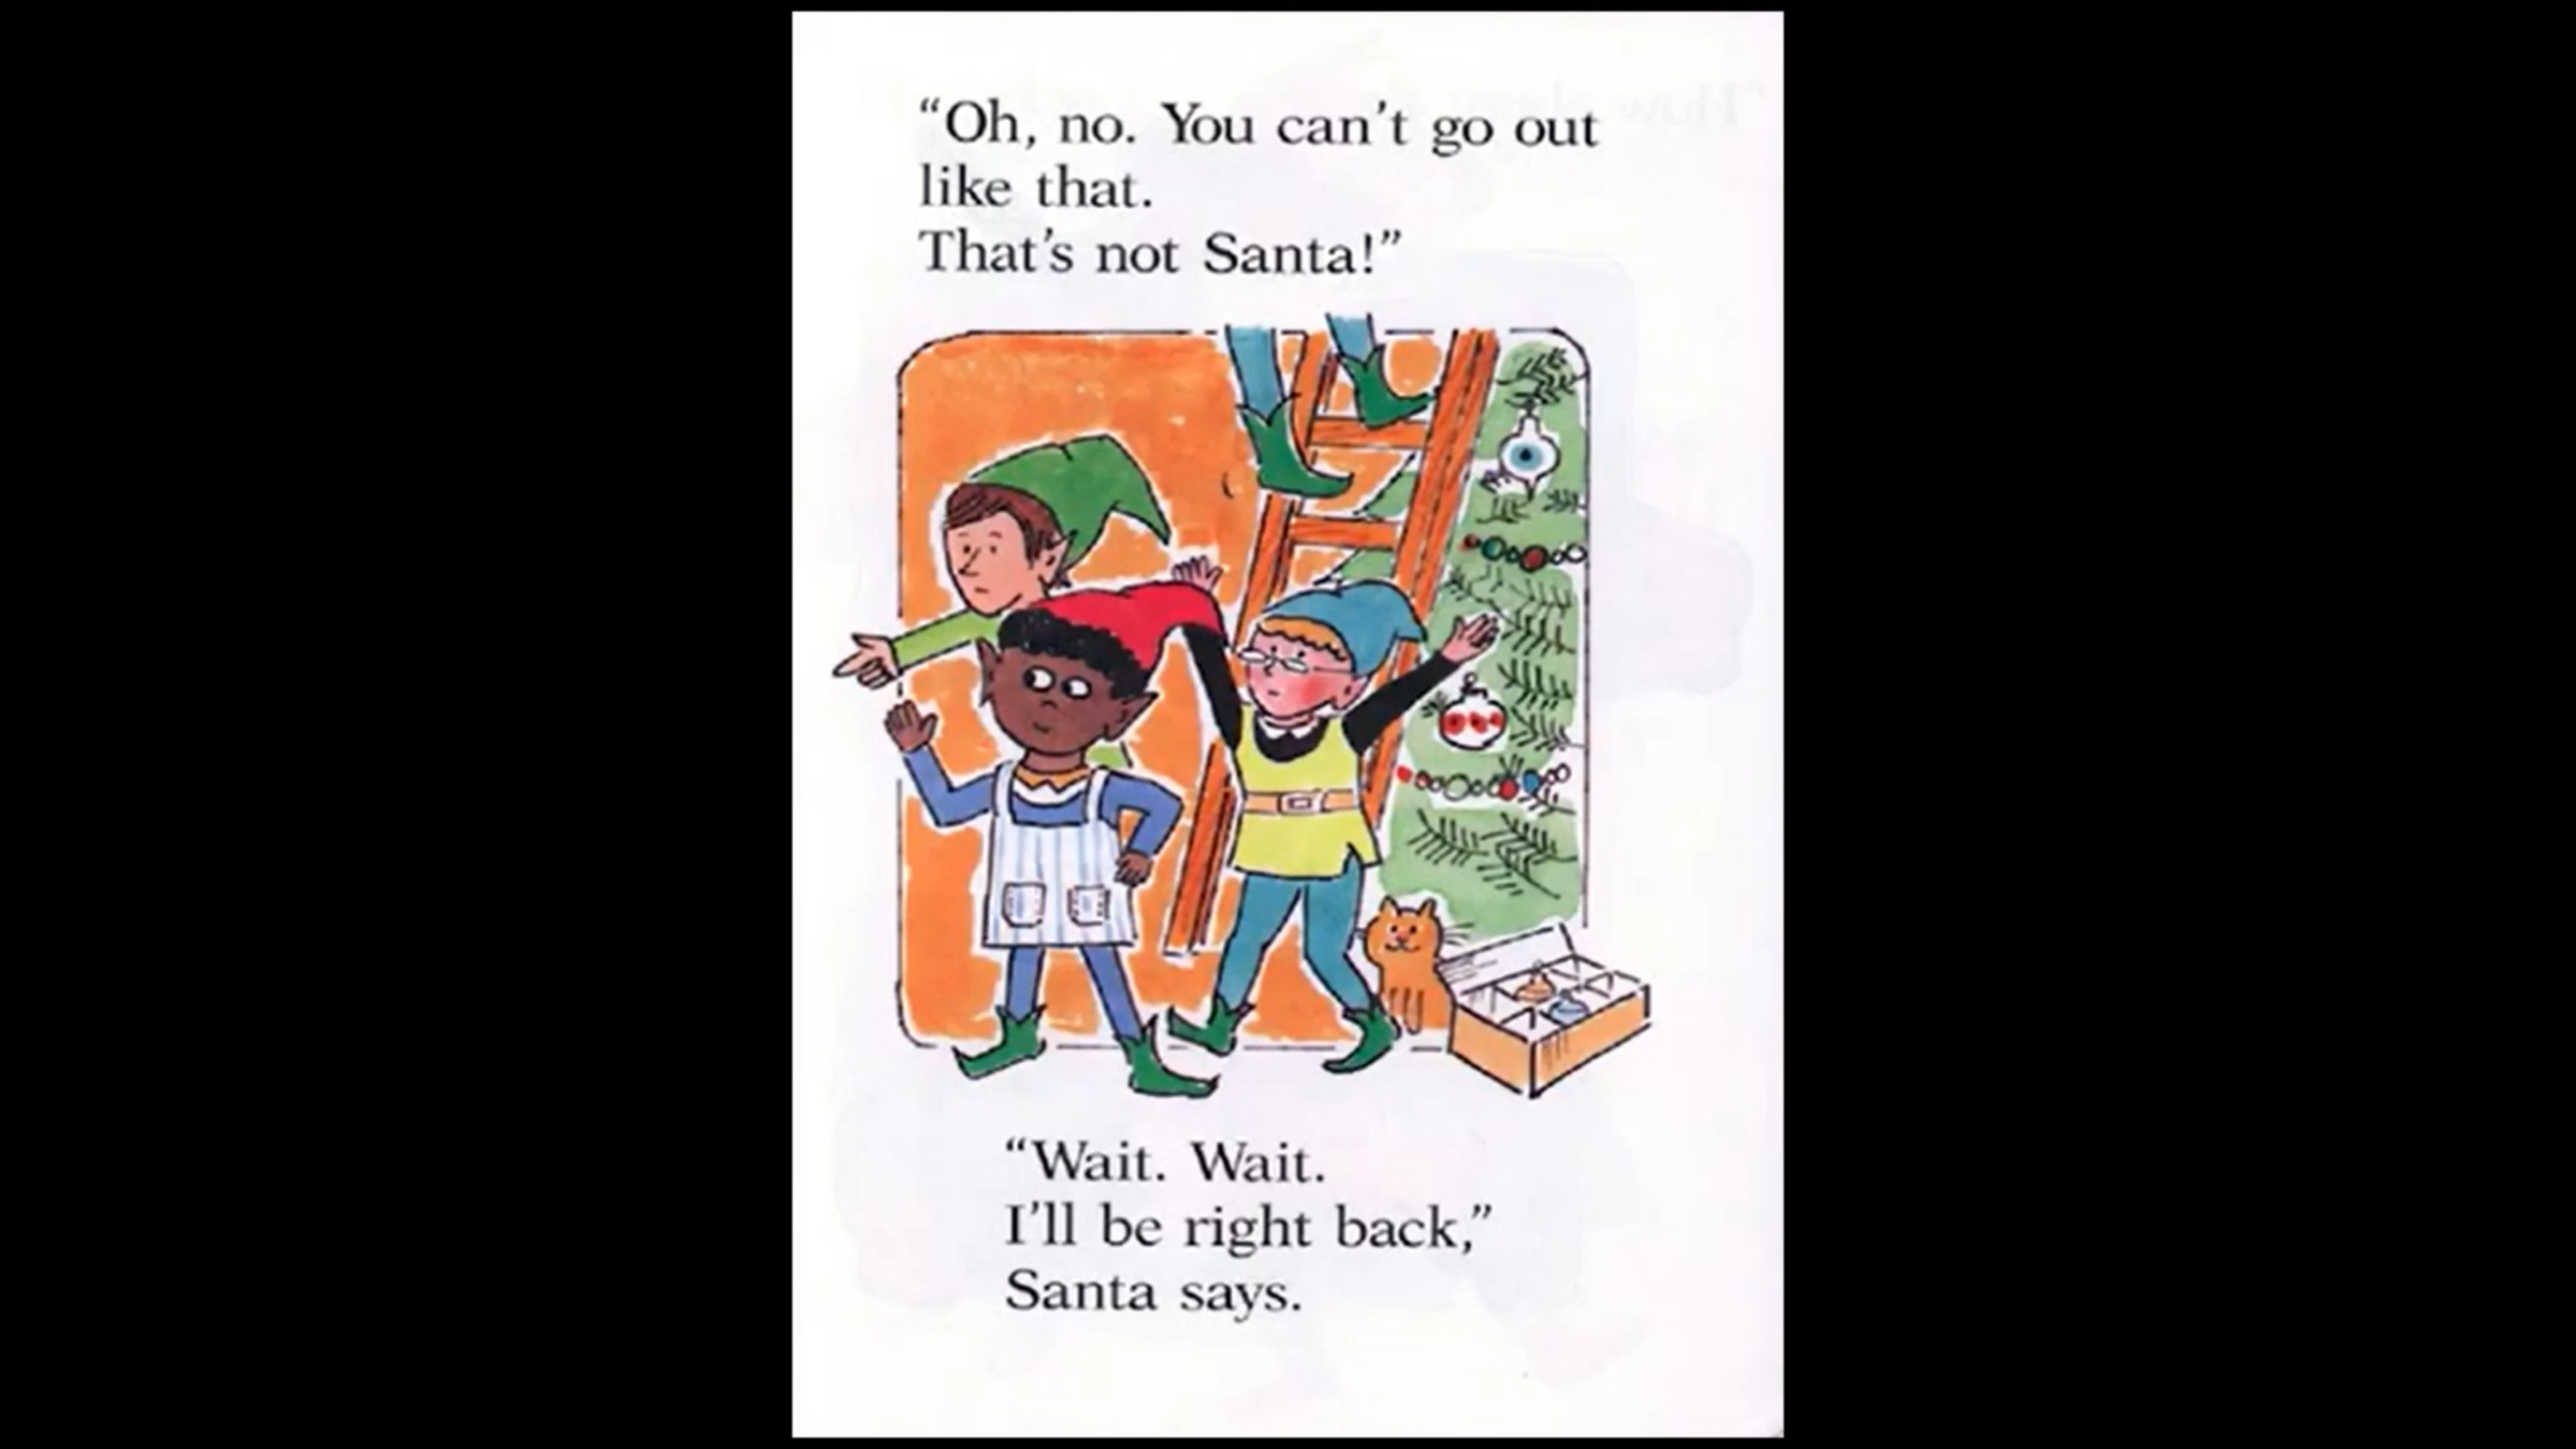 “Oh, no. You can’t go out
like that.
That’s not Santa!”
“Wait. Wait.
I’ll be right back,”
Santa says.